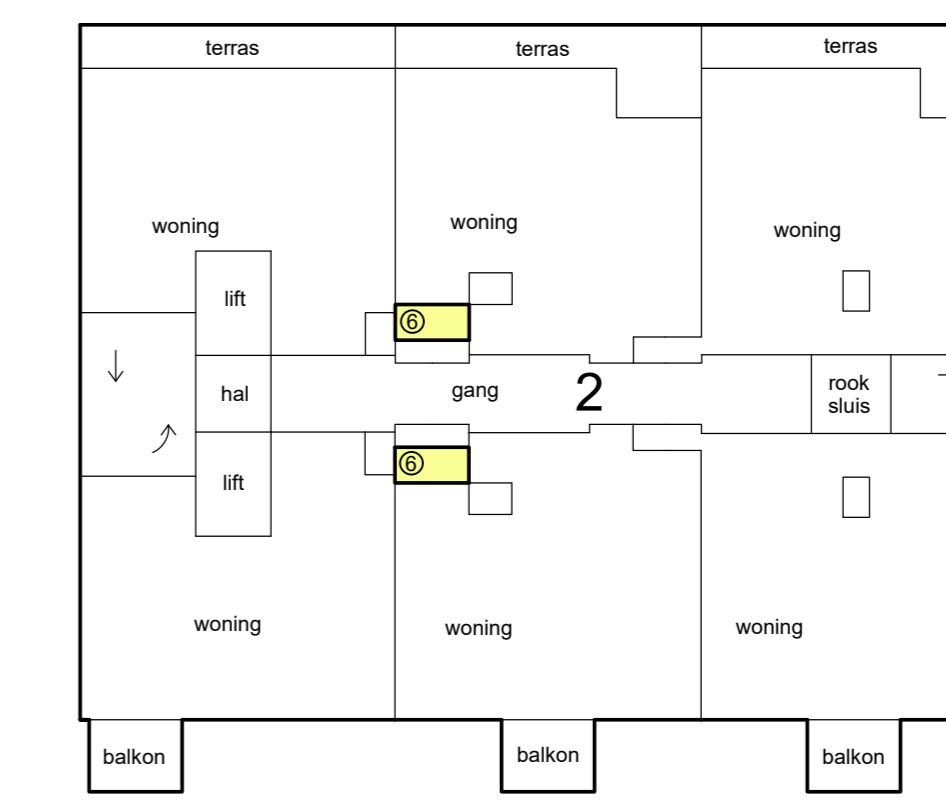 terras
terras
terras
woning
woning
woning
lift
⑥
hal
gang
2
rook
sluis
⑥
lift
woning
woning
woning
balkon
balkon
balkon